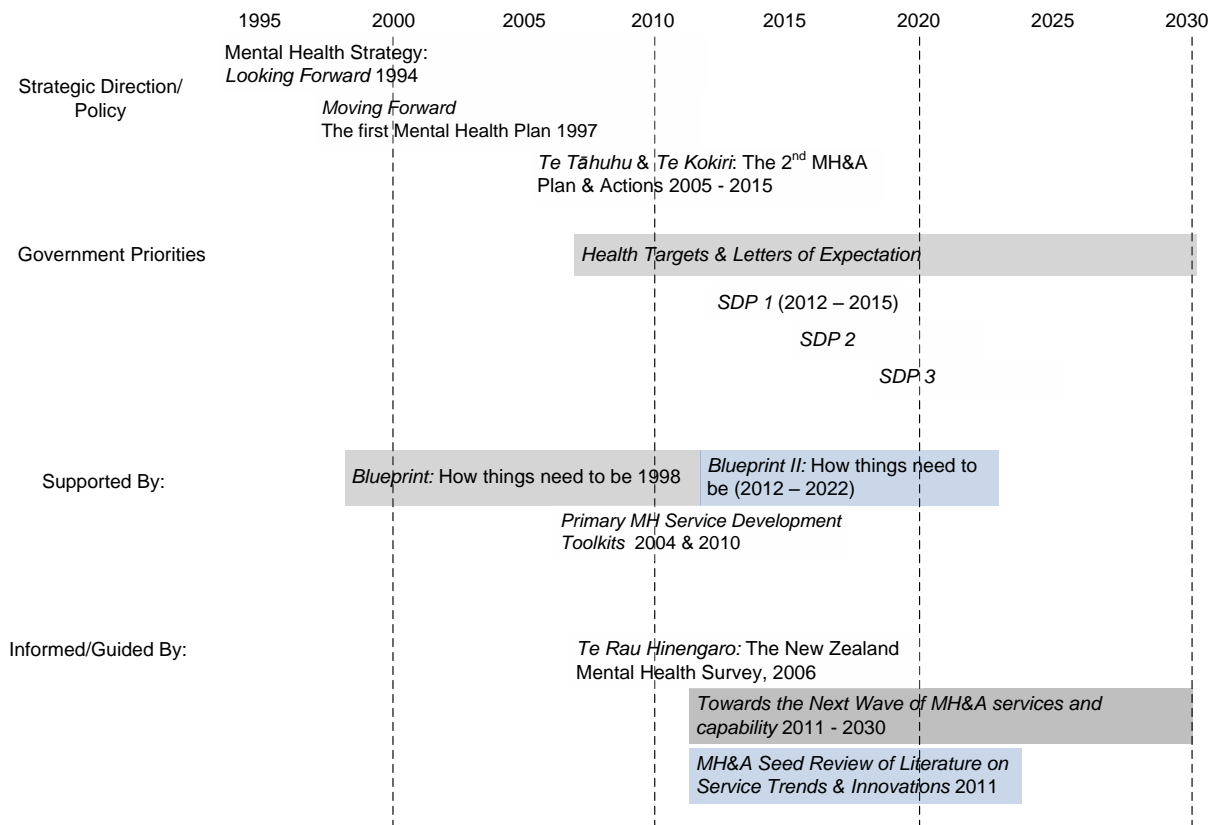 1995 2000 2005 2010 2015 2020 2025 2030
Strategic Direction/
Policy
Mental Health Strategy:
Looking Forward 1994
Moving Forward
The first Mental Health Plan 1997
Te Tāhuhu & Te Kokiri: The 2nd MH&A
Plan & Actions 2005 - 2015
Government Priorities
Health Targets & Letters of Expectation
SDP 1 (2012 – 2015)
SDP 2
SDP 3
Supported By:
Blueprint: How things need to be 1998
Blueprint II: How things need to
be (2012 – 2022)
Primary MH Service Development
Toolkits 2004 & 2010
Informed/Guided By:
Te Rau Hinengaro: The New Zealand
Mental Health Survey, 2006
Towards the Next Wave of MH&A services and
capability 2011 - 2030
MH&A Seed Review of Literature on
Service Trends & Innovations 2011